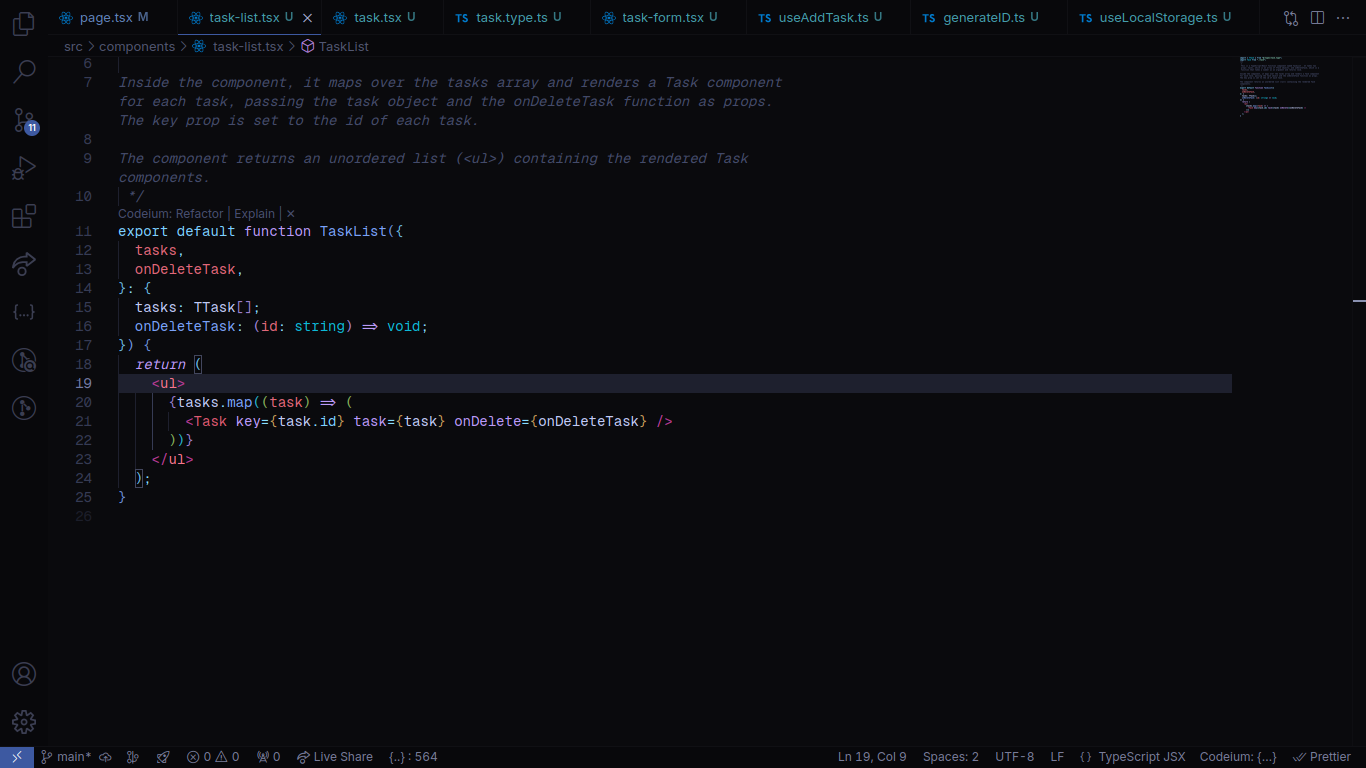 page.tsx M
task-list.tsx U
task.tsx U
TS task.type.ts U
task-form.tsx U
TS useAddTask.ts U
TS generateID.ts U
TS useLocalStorage.ts U
src > components > task-list.tsx > TaskList
6
7 Inside the component, it maps over the tasks array and renders a Task component
for each task, passing the task object and the onDeleteTask function as props.
The key prop is set to the id of each task.
8
9 The component returns an unordered list (<ul>) containing the rendered Task
components.
10 */
Codeium: Refactor | Explain | ✕
11 export default function TaskList({
12 tasks,
13 onDeleteTask,
14 }: {
15 tasks: TTask[];
16 onDeleteTask: (id: string) => void;
17 }) {
18 return (
19 <ul>
20 {tasks.map((task) => (
21 <Task key={task.id} task={task} onDelete={onDeleteTask} />
22 ))}
23 </ul>
24 );
25 }
26
11
main* 0 0 0 Live Share {..} : 564 Ln 19, Col 9 Spaces: 2 UTF-8 LF { } TypeScript JSX Codeium: {...} Prettier